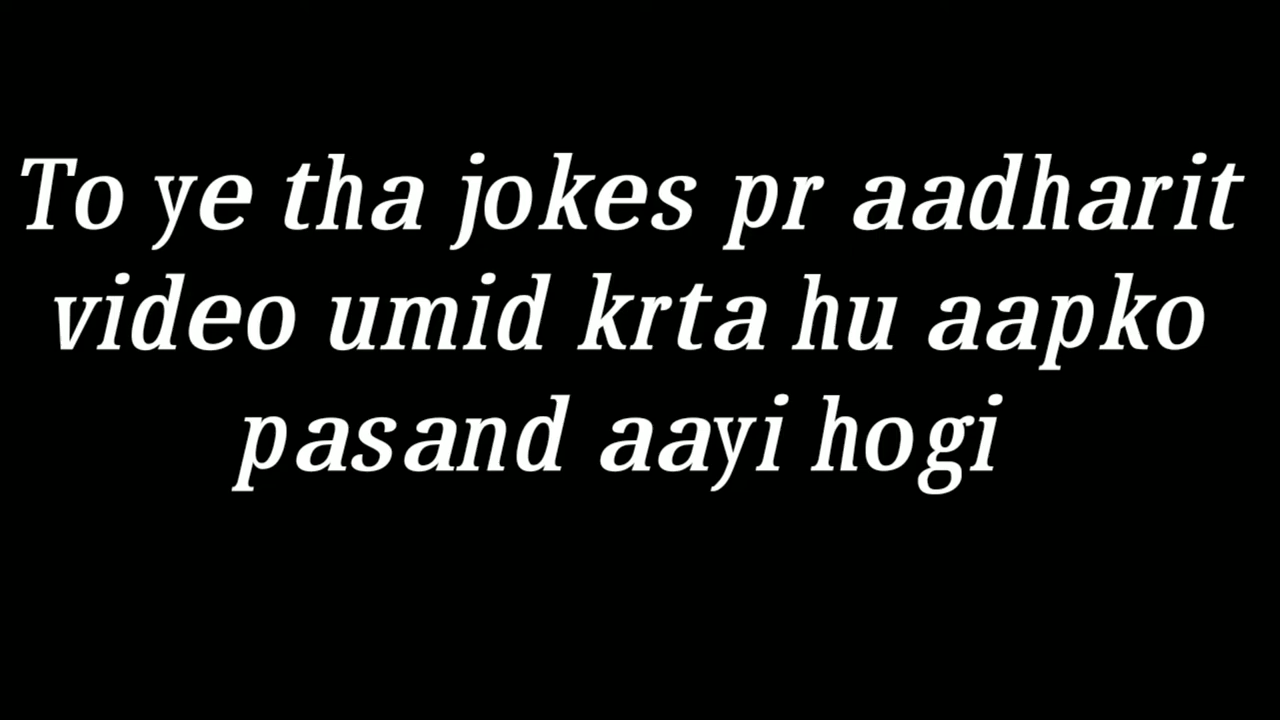 To ye tha jokes pr aadharit
video umid krta hu aapko
pasand aayi hogi